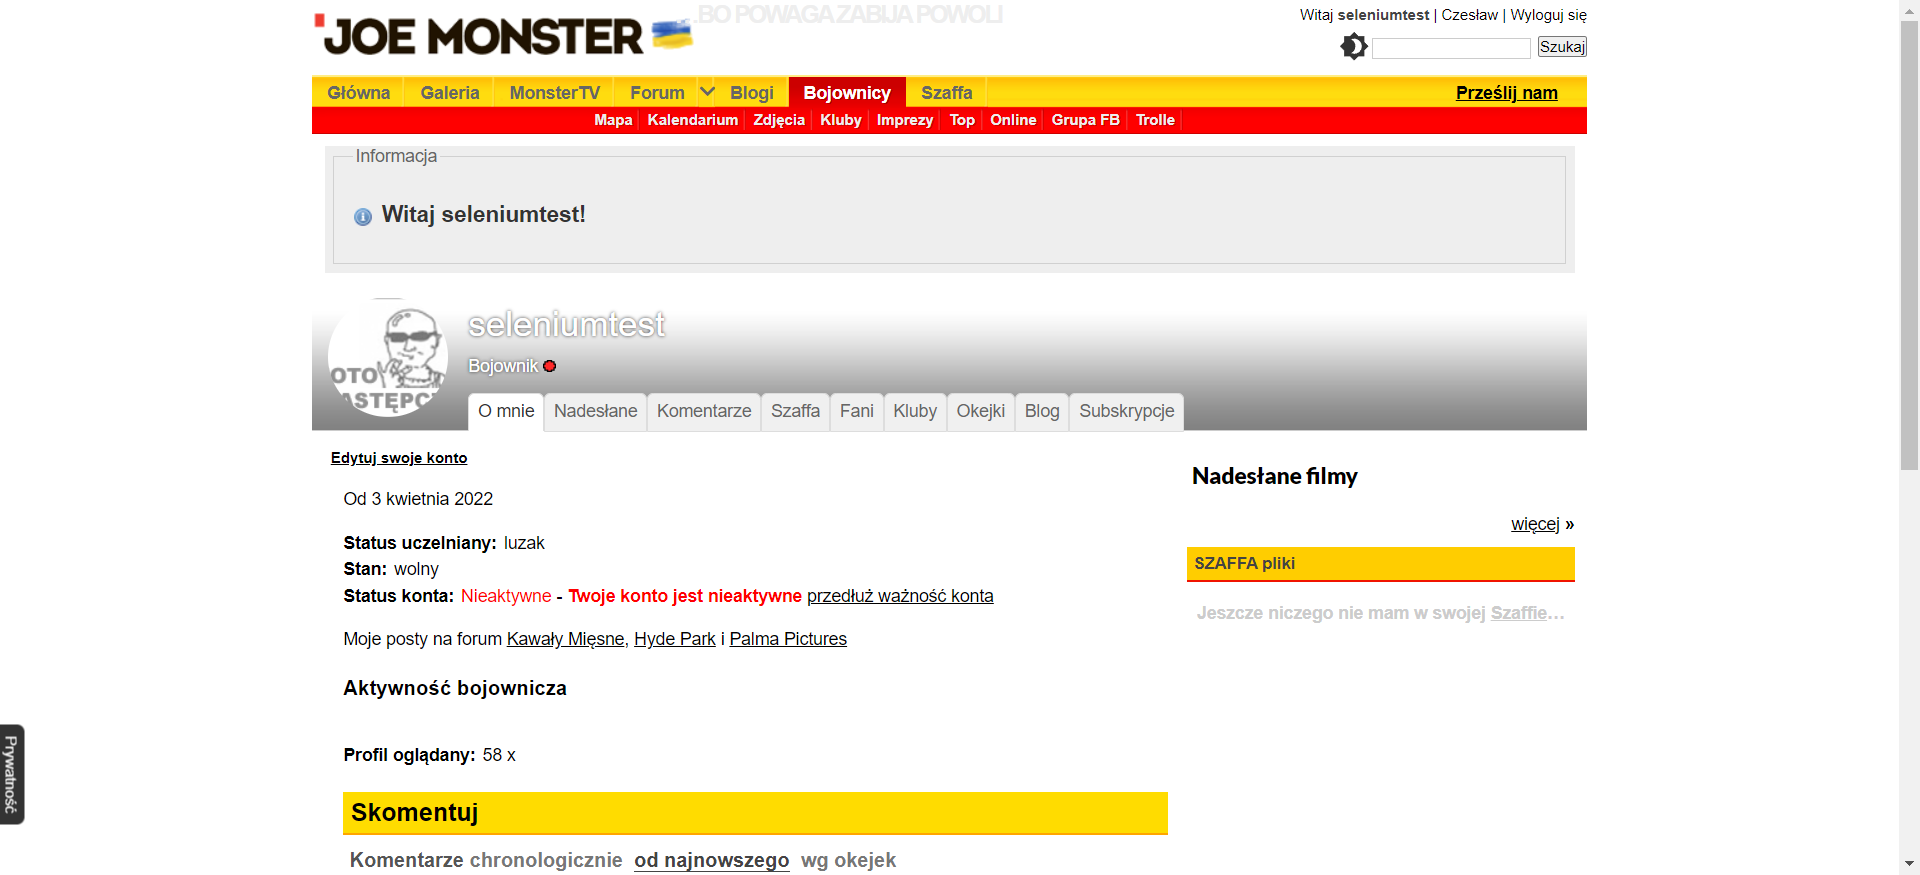 JOE MONSTER
BO POWAGA ZABIJA POWOLI
Witaj seleniumtest | Czesław | Wyloguj się
Szukaj
Główna Galeria MonsterTV Forum Blogi Bojownicy Szaffa Prześlij nam
Mapa Kalendarium Zdjęcia Kluby Imprezy Top Online Grupa FB Trolle
Informacja
Witaj seleniumtest!
seleniumtest
Bojownik
OTO
ASTĘPC
O mnie Nadesłane Komentarze Szaffa Fani Kluby Okejki Blog Subskrypcje
Edytuj swoje konto
Od 3 kwietnia 2022
Status uczelniany: luzak
Stan: wolny
Status konta: Nieaktywne - Twoje konto jest nieaktywne przedłuż ważność konta
Moje posty na forum Kawały Mięsne, Hyde Park i Palma Pictures
Aktywność bojownicza
Profil oglądany: 58 x
Skomentuj
Komentarze chronologicznie od najnowszego wg okejek
Nadesłane filmy
więcej »
SZAFFA pliki
Jeszcze niczego nie mam w swojej Szaffie...
Prywatność